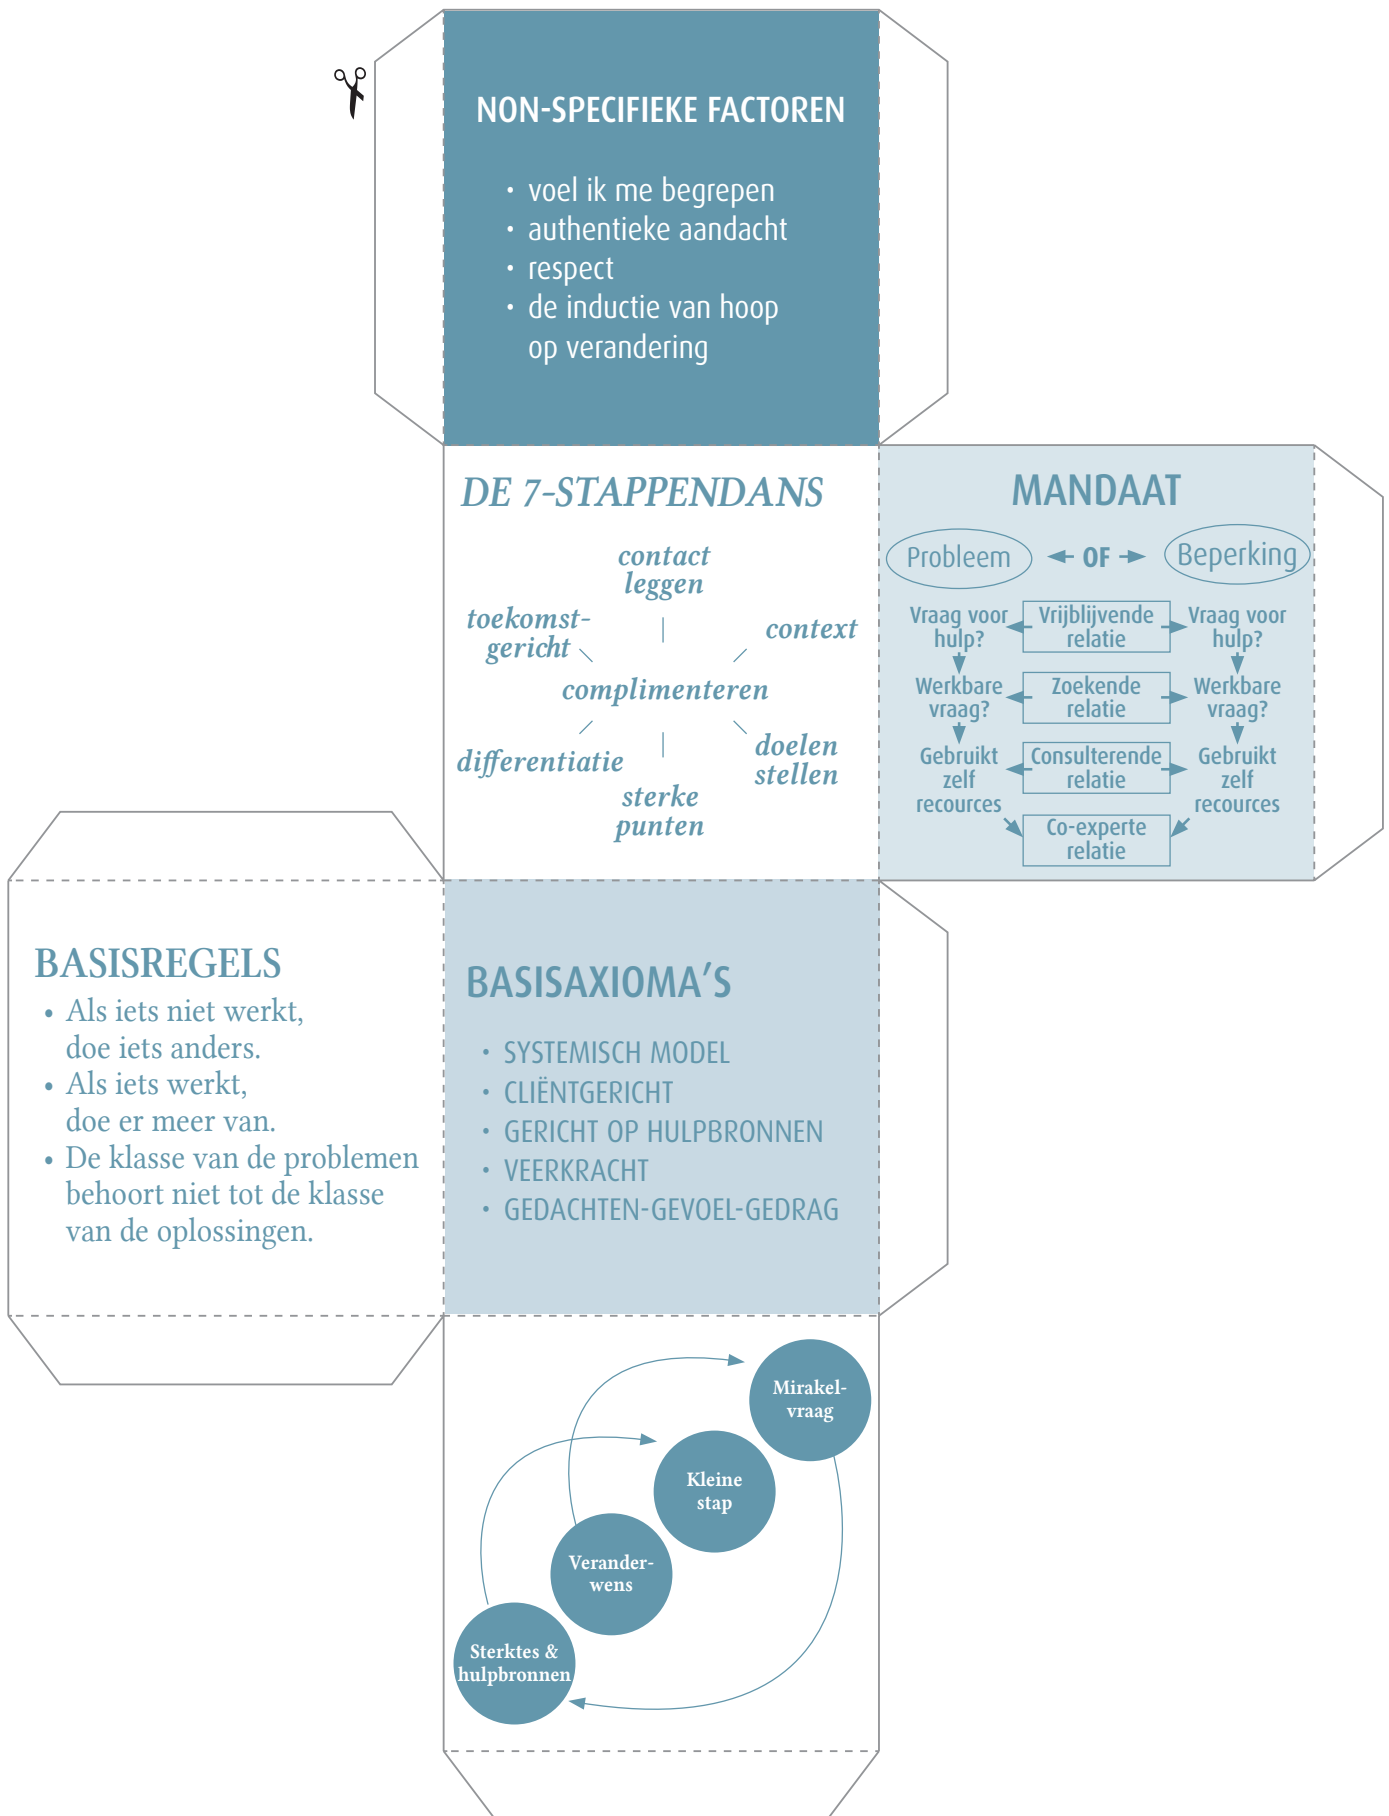 NON-SPECIFIEKE FACTOREN
• voel ik me begrepen
• authentieke aandacht
• respect
• de inductie van hoop
op verandering
DE 7-STAPPENDANS
contact
leggen
toekomst-
gericht
context
complimenteren
differentiatie
doelen
stellen
sterke
punten
MANDAAT
Probleem
OF
Beperking
Vraag voor
hulp?
Vrijblijvende
relatie
Vraag voor
hulp?
Werkbare
vraag?
Zoekende
relatie
Werkbare
vraag?
Gebruikt
zelf
recources
Consulterende
relatie
Gebruikt
zelf
recources
Co-experte
relatie
BASISREGELS
• Als iets niet werkt,
doe iets anders.
• Als iets werkt,
doe er meer van.
• De klasse van de problemen
behoort niet tot de klasse
van de oplossingen.
BASISAXIOMA'S
• SYSTEMISCH MODEL
• CLIËNTGERICHT
• GERICHT OP HULPBRONNEN
• VEERKRACHT
• GEDACHTEN-GEVOEL-GEDRAG
Mirakel-
vraag
Kleine
stap
Verander-
wens
Sterktes &
hulpbronnen